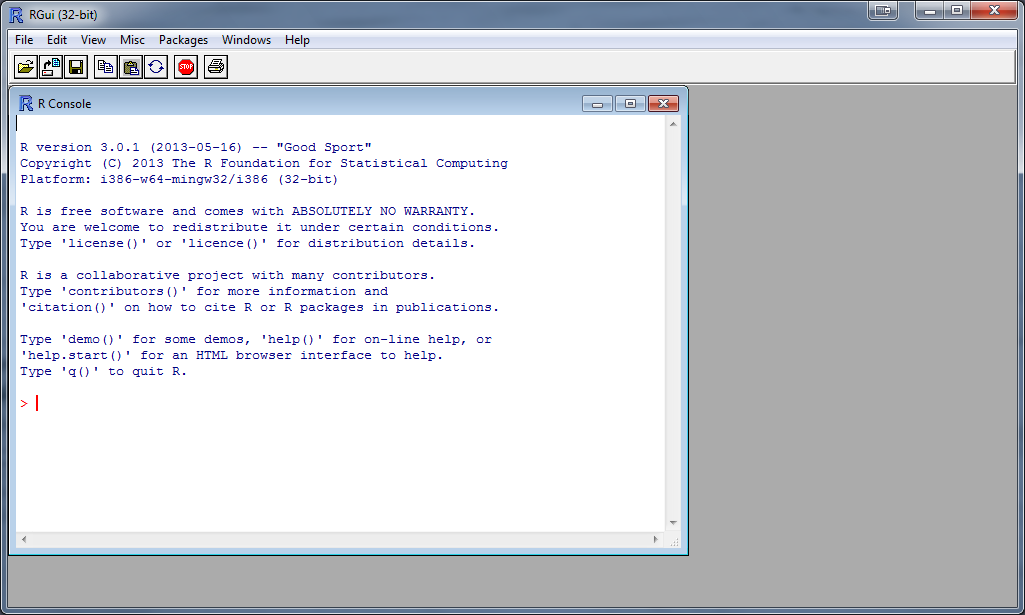 RGui (32-bit)
File Edit View Misc Packages Windows Help
STOP
R Console
R version 3.0.1 (2013-05-16) -- "Good Sport"
Copyright (C) 2013 The R Foundation for Statistical Computing
Platform: i386-w64-mingw32/i386 (32-bit)
R is free software and comes with ABSOLUTELY NO WARRANTY.
You are welcome to redistribute it under certain conditions.
Type 'license()' or 'licence()' for distribution details.
R is a collaborative project with many contributors.
Type 'contributors()' for more information and
'citation()' on how to cite R or R packages in publications.
Type 'demo()' for some demos, 'help()' for on-line help, or
'help.start()' for an HTML browser interface to help.
Type 'q()' to quit R.
>